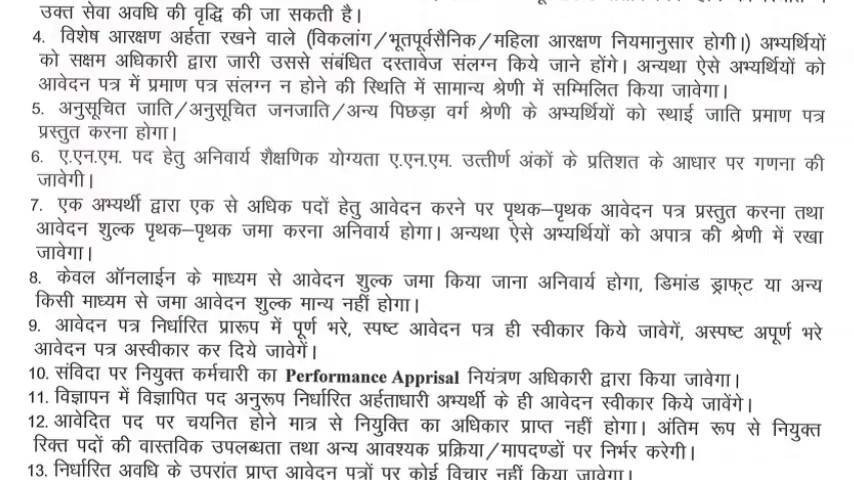 उक्त सेवा अवधि की वृद्धि की जा सकती है।
4. विशेष आरक्षण अर्हता रखने वाले (विकलांग/भूतपूर्वसैनिक/महिला आरक्षण नियमानुसार होगी।) अभ्यर्थियों
को सक्षम अधिकारी द्वारा जारी उससे संबंधित दस्तावेज संलग्न किये जाने होंगे। अन्यथा ऐसे अभ्यर्थियों को
आवेदन पत्र में प्रमाण पत्र संलग्न न होने की स्थिति में सामान्य श्रेणी में सम्मिलित किया जावेगा।
5. अनुसूचित जाति/अनुसूचित जनजाति/अन्य पिछड़ा वर्ग श्रेणी के अभ्यर्थियों को स्थाई जाति प्रमाण पत्र
प्रस्तुत करना होगा।
6. ए.एन.एम. पद हेतु अनिवार्य शैक्षणिक योग्यता ए.एन.एम. उत्तीर्ण अंकों के प्रतिशत के आधार पर गणना की
जावेगी।
7. एक अभ्यर्थी द्वारा एक से अधिक पदों हेतु आवेदन करने पर पृथक–पृथक आवेदन पत्र प्रस्तुत करना तथा
आवेदन शुल्क पृथक–पृथक जमा करना अनिवार्य होगा। अन्यथा ऐसे अभ्यर्थियों को अपात्र की श्रेणी में रखा
जावेगा।
8. केवल ऑनलाईन के माध्यम से आवेदन शुल्क जमा किया जाना अनिवार्य होगा, डिमांड ड्राफ्ट या अन्य
किसी माध्यम से जमा आवेदन शुल्क मान्य नहीं होगा।
9. आवेदन पत्र निर्धारित प्रारूप में पूर्ण भरे, स्पष्ट आवेदन पत्र ही स्वीकार किये जावेगें, अस्पष्ट अपूर्ण भरे
आवेदन पत्र अस्वीकार कर दिये जावेगें।
10. संविदा पर नियुक्त कर्मचारी का Performance Apprisal नियंत्रण अधिकारी द्वारा किया जावेगा।
11. विज्ञापन में विज्ञापित पद अनुरूप निर्धारित अर्हताधारी अभ्यर्थी के ही आवेदन स्वीकार किये जावेंगे।
12. आवेदित पद पर चयनित होने मात्र से नियुक्ति का अधिकार प्राप्त नहीं होगा। अंतिम रूप से नियुक्त
रिक्त पदों की वास्तविक उपलब्धता तथा अन्य आवश्यक प्रक्रिया/मापदण्डों पर निर्भर करेगी।
13. निर्धारित अवधि के उपरांत प्राप्त आवेदन पत्रों पर कोई विचार नहीं किया जावेगा।